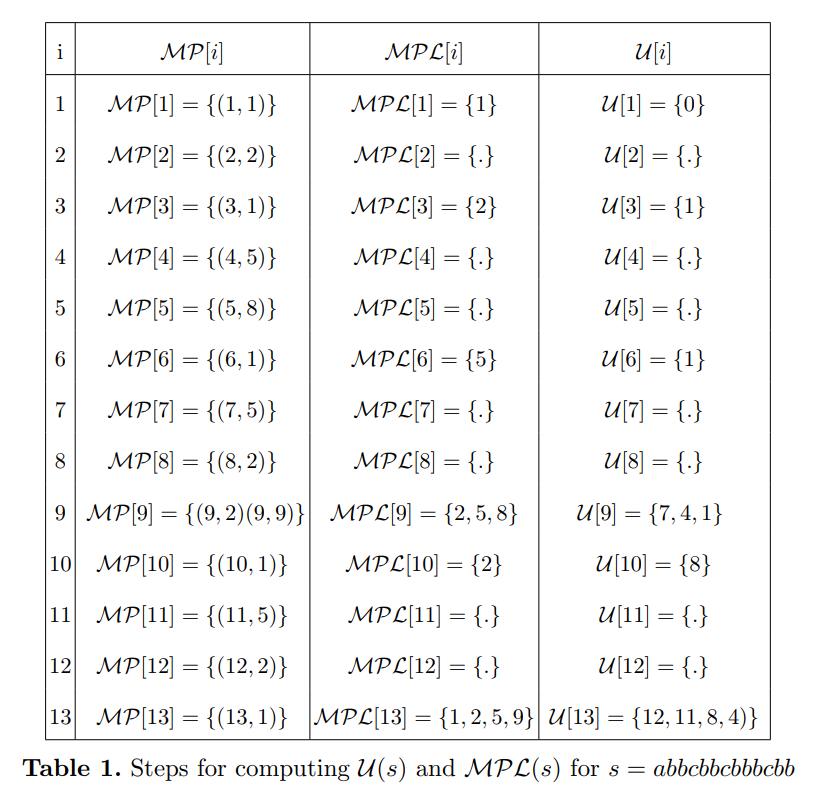 i 𝓜𝓟[i] 𝓜𝓟𝓛[i] 𝓤[i]
1 𝓜𝓟[1] = {(1, 1)} 𝓜𝓟𝓛[1] = {1} 𝓤[1] = {0}
2 𝓜𝓟[2] = {(2, 2)} 𝓜𝓟𝓛[2] = {.} 𝓤[2] = {.}
3 𝓜𝓟[3] = {(3, 1)} 𝓜𝓟𝓛[3] = {2} 𝓤[3] = {1}
4 𝓜𝓟[4] = {(4, 5)} 𝓜𝓟𝓛[4] = {.} 𝓤[4] = {.}
5 𝓜𝓟[5] = {(5, 8)} 𝓜𝓟𝓛[5] = {.} 𝓤[5] = {.}
6 𝓜𝓟[6] = {(6, 1)} 𝓜𝓟𝓛[6] = {5} 𝓤[6] = {1}
7 𝓜𝓟[7] = {(7, 5)} 𝓜𝓟𝓛[7] = {.} 𝓤[7] = {.}
8 𝓜𝓟[8] = {(8, 2)} 𝓜𝓟𝓛[8] = {.} 𝓤[8] = {.}
9 𝓜𝓟[9] = {(9, 2)(9, 9)} 𝓜𝓟𝓛[9] = {2, 5, 8} 𝓤[9] = {7, 4, 1}
10 𝓜𝓟[10] = {(10, 1)} 𝓜𝓟𝓛[10] = {2} 𝓤[10] = {8}
11 𝓜𝓟[11] = {(11, 5)} 𝓜𝓟𝓛[11] = {.} 𝓤[11] = {.}
12 𝓜𝓟[12] = {(12, 2)} 𝓜𝓟𝓛[12] = {.} 𝓤[12] = {.}
13 𝓜𝓟[13] = {(13, 1)} 𝓜𝓟𝓛[13] = {1, 2, 5, 9} 𝓤[13] = {12, 11, 8, 4)}
Table 1. Steps for computing 𝓤(s) and 𝓜𝓟𝓛(s) for s = abbcbbcbbbcbb